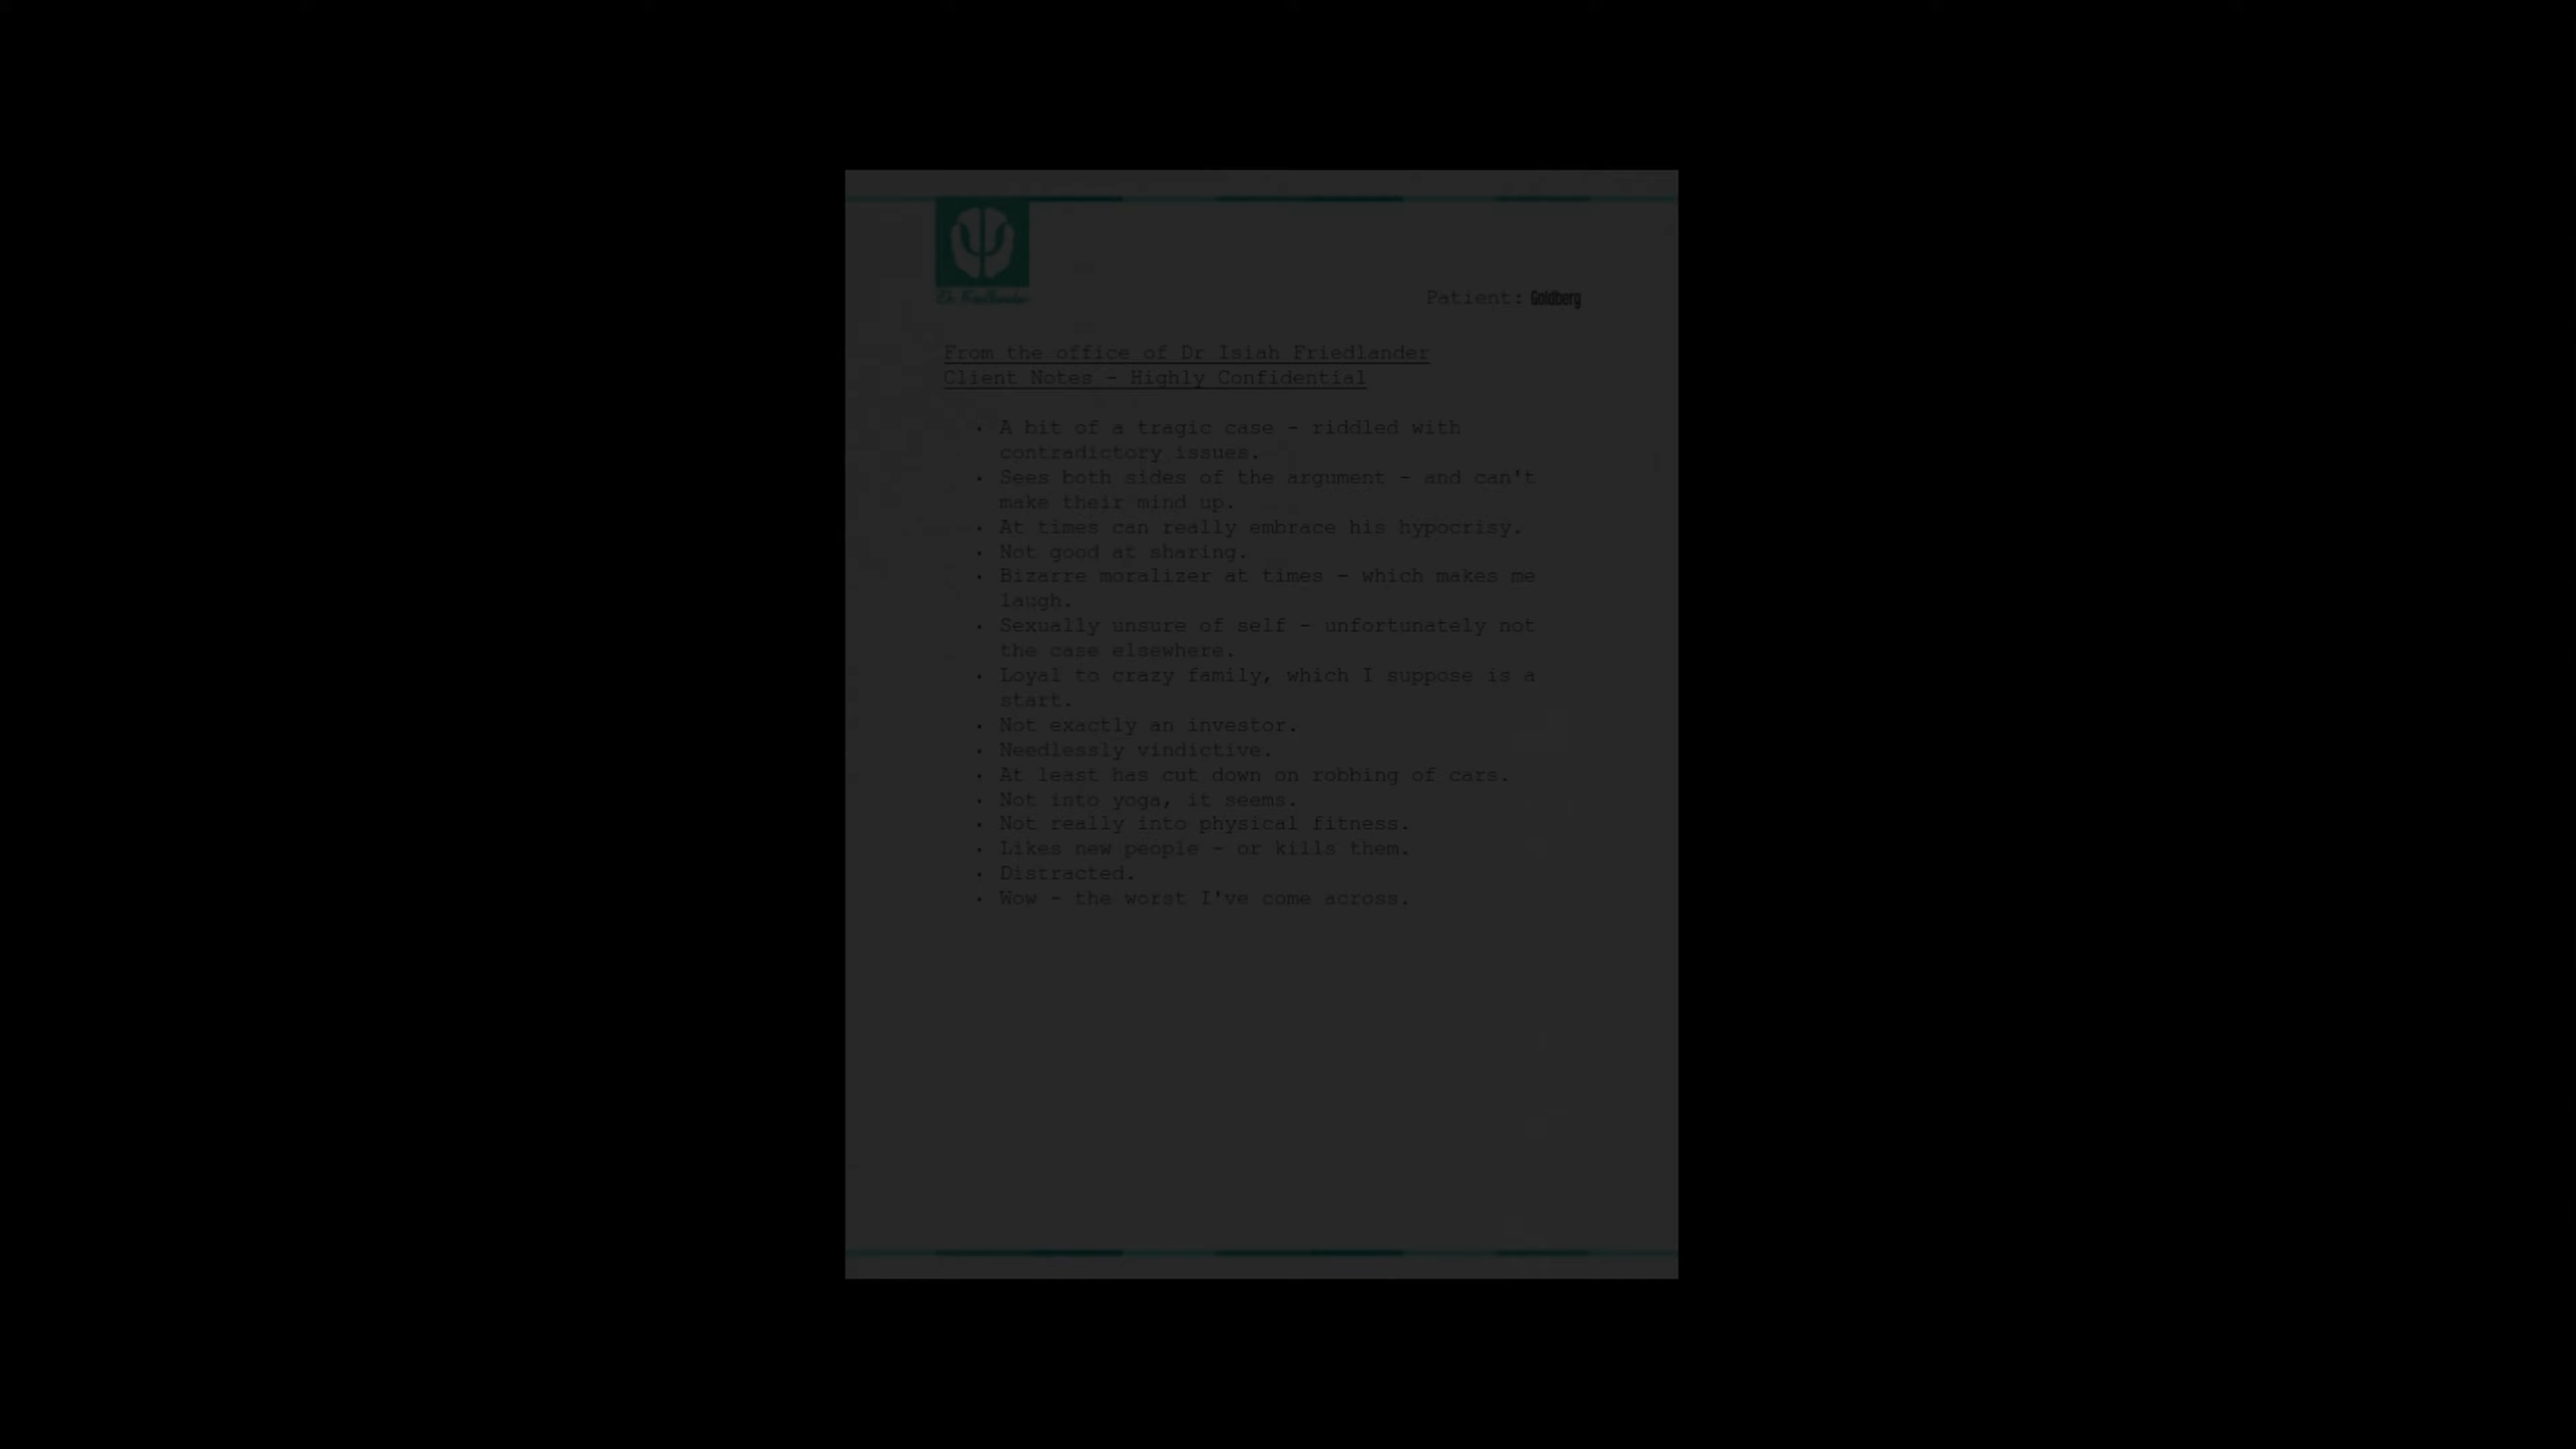 Dr Friedlander
Patient: Goldberg
From the office of Dr Isiah Friedlander
Client Notes - Highly Confidential
• A bit of a tragic case - riddled with
contradictory issues.
• Sees both sides of the argument - and can't
make their mind up.
• At times can really embrace his hypocrisy.
• Not good at sharing.
• Bizarre moralizer at times - which makes me
laugh.
• Sexually unsure of self - unfortunately not
the case elsewhere.
• Loyal to crazy family, which I suppose is a
start.
• Not exactly an investor.
• Needlessly vindictive.
• At least has cut down on robbing of cars.
• Not into yoga, it seems.
• Not really into physical fitness.
• Likes new people - or kills them.
• Distracted.
• Wow - the worst I've come across.